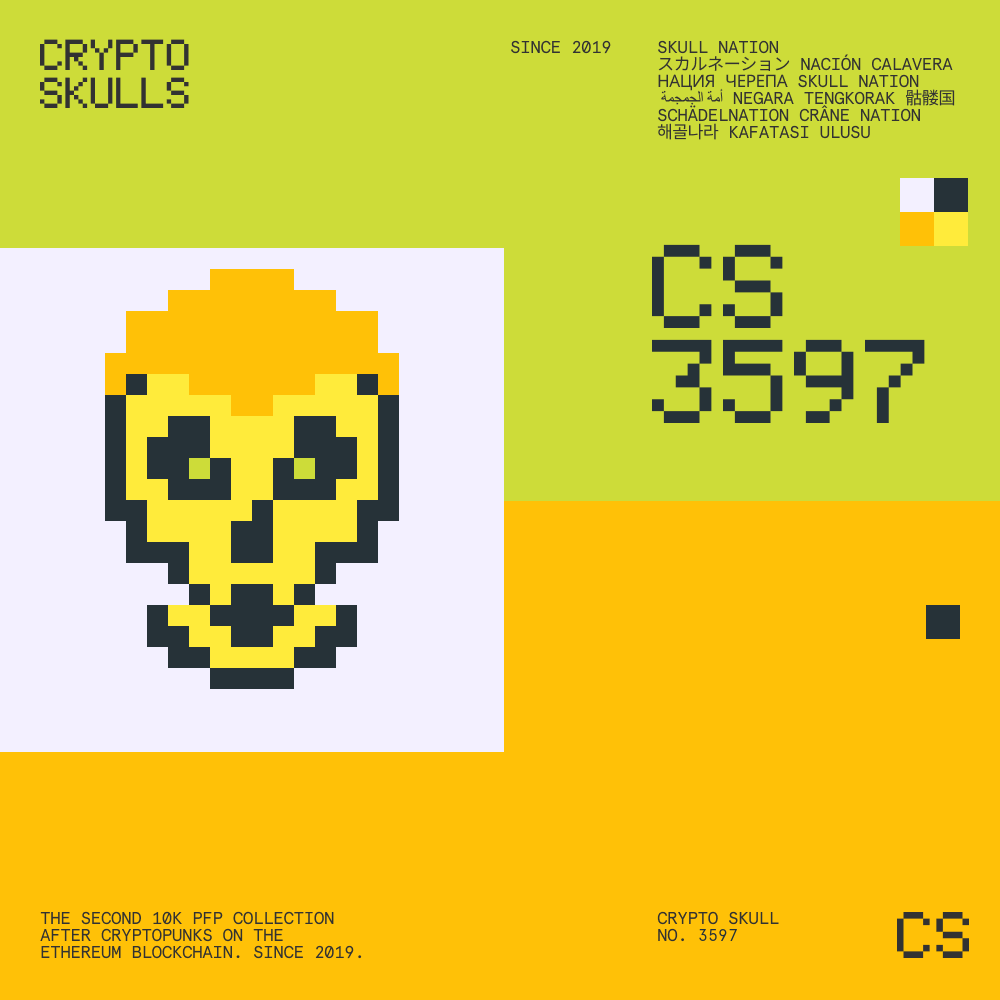 CRYPTO
SKULLS
SINCE 2019
SKULL NATION
スカルネーション NACIÓN CALAVERA
НАЦИЯ ЧЕРЕПА SKULL NATION
أمة الجمجمة NEGARA TENGKORAK 骷髅国
SCHÄDELNATION CRÂNE NATION
해골나라 KAFATASI ULUSU
CS
3597
THE SECOND 10K PFP COLLECTION
AFTER CRYPTOPUNKS ON THE
ETHEREUM BLOCKCHAIN. SINCE 2019.
CRYPTO SKULL
NO. 3597
CS